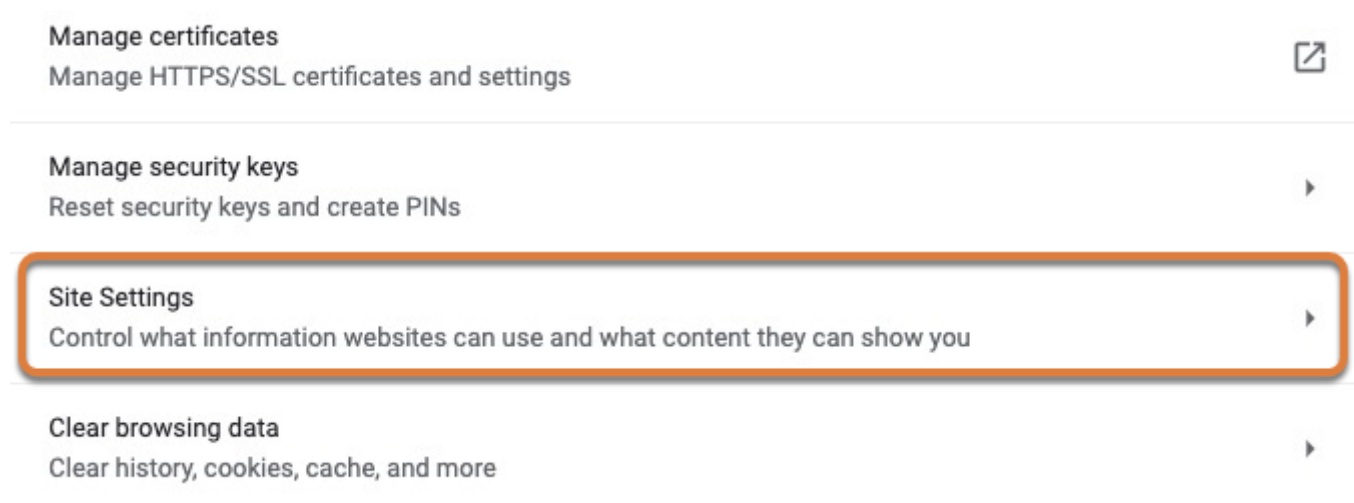 Manage certificates
Manage HTTPS/SSL certificates and settings
Manage security keys
Reset security keys and create PINs
Site Settings
Control what information websites can use and what content they can show you
Clear browsing data
Clear history, cookies, cache, and more